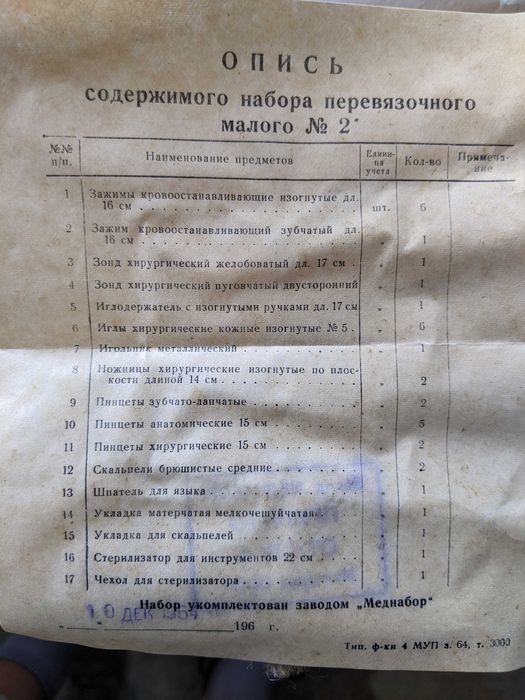 ОПИСЬ
содержимого набора перевязочного
малого № 2
№№ п/п. Наименование предметов Едини-ца учета Кол-во Примеча-ние
1 Зажимы кровоостанавливающие изогнутые дл.
16 см шт. 6
2 Зажим кровоостанавливающий зубчатый дл.
16 см „ 1
3 Зонд хирургический желобоватый дл. 17 см „ 1
4 Зонд хирургический пуговчатый двусторонний „ 1
5 Иглодержатель с изогнутыми ручками дл. 17 см „ 1
6 Иглы хирургические кожные изогнутые № 5 „ 6
7 Игольник металлический „ 1
8 Ножницы хирургические изогнутые по плос-
кости длиной 14 см „ 2
9 Пинцеты зубчато-лапчатые „ 2
10 Пинцеты анатомические 15 см „ 5
11 Пинцеты хирургические 15 см „ 2
12 Скальпели брюшистые средние „ 2
13 Шпатель для языка „ 1
14 Укладка матерчатая мелкочешуйчатая „ 1
15 Укладка для скальпелей „ 1
16 Стерилизатор для инструментов 22 см „ 1
17 Чехол для стерилизатора „ 1
Набор укомплектован заводом „Меднабор"
10 ДЕК 1964
„ " 196 г.
Тип. ф-ки 4 МУП з. 64, т. 3000